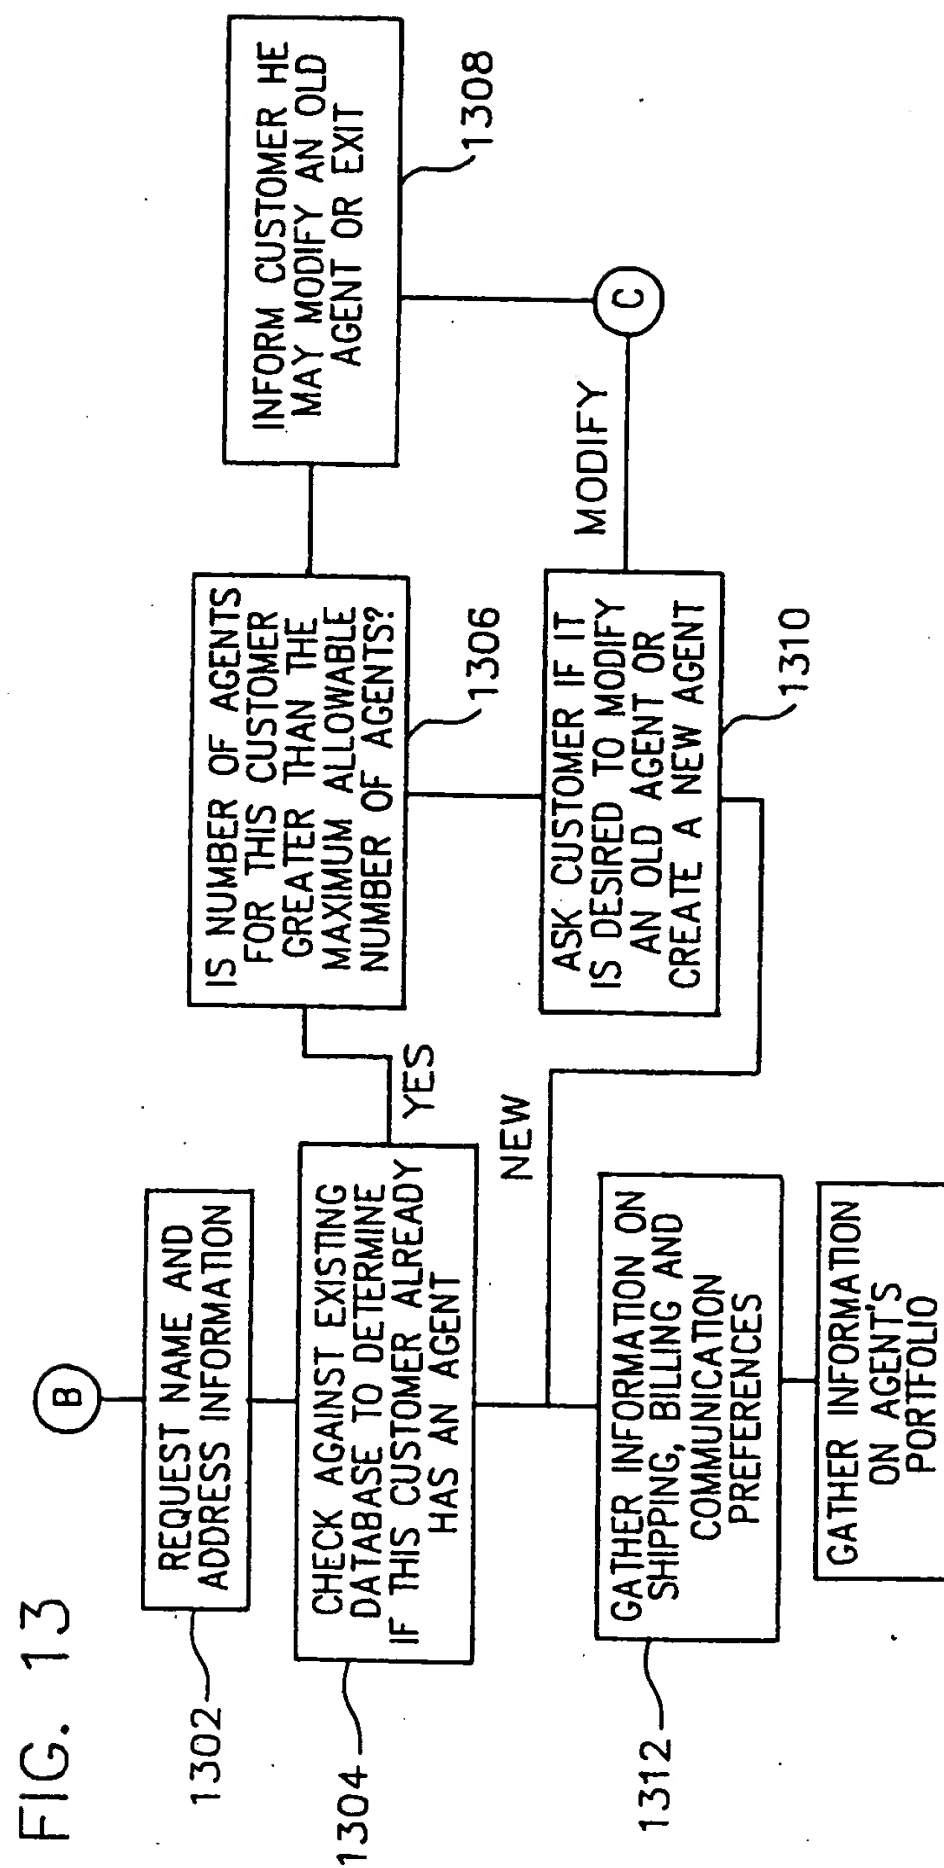 FIG. 13
B
REQUEST NAME AND
ADDRESS INFORMATION
1302
CHECK AGAINST EXISTING
DATABASE TO DETERMINE
IF THIS CUSTOMER ALREADY
HAS AN AGENT
1304
YES
IS NUMBER OF AGENTS
FOR THIS CUSTOMER
GREATER THAN THE
MAXIMUM ALLOWABLE
NUMBER OF AGENTS?
1306
INFORM CUSTOMER HE
MAY MODIFY AN OLD
AGENT OR EXIT
1308
ASK CUSTOMER IF IT
IS DESIRED TO MODIFY
AN OLD AGENT OR
CREATE A NEW AGENT
1310
MODIFY
C
NEW
GATHER INFORMATION ON
SHIPPING, BILLING AND
COMMUNICATION
PREFERENCES
1312
GATHER INFORMATION
ON AGENT'S
PORTFOLIO